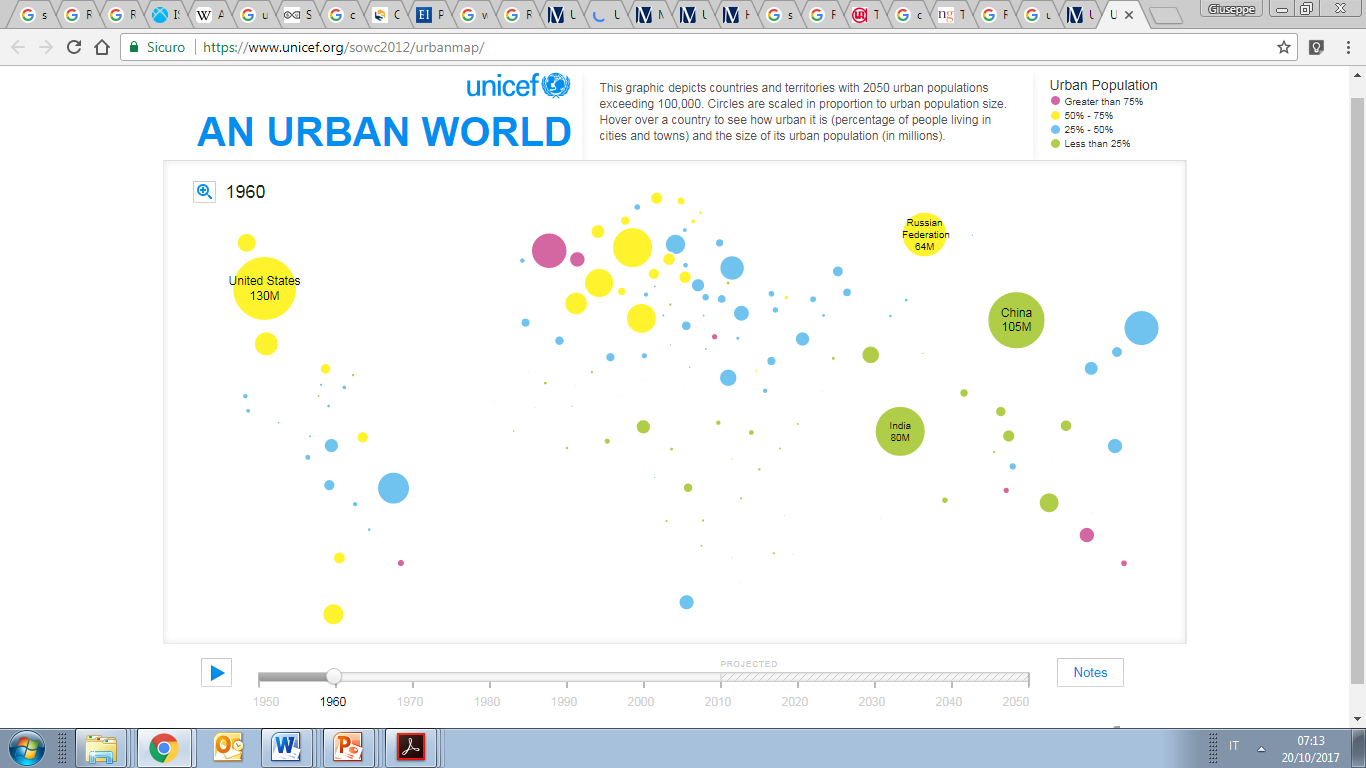 s
R
R
IS
A
u
S
c
C
P
w
R
U
U
M
U
H
s
R
T
c
T
R
u
U
U
Giuseppe
Sicuro
https://www.unicef.org/sowc2012/urbanmap/
unicef
AN URBAN WORLD
This graphic depicts countries and territories with 2050 urban populations
exceeding 100,000. Circles are scaled in proportion to urban population size.
Hover over a country to see how urban it is (percentage of people living in
cities and towns) and the size of its urban population (in millions).
Urban Population
Greater than 75%
50% - 75%
25% - 50%
Less than 25%
1960
United States
130M
Russian
Federation
64M
China
105M
India
80M
PROJECTED
1950 1960 1970 1980 1990 2000 2010 2020 2030 2040 2050
Notes
IT
07:13
20/10/2017